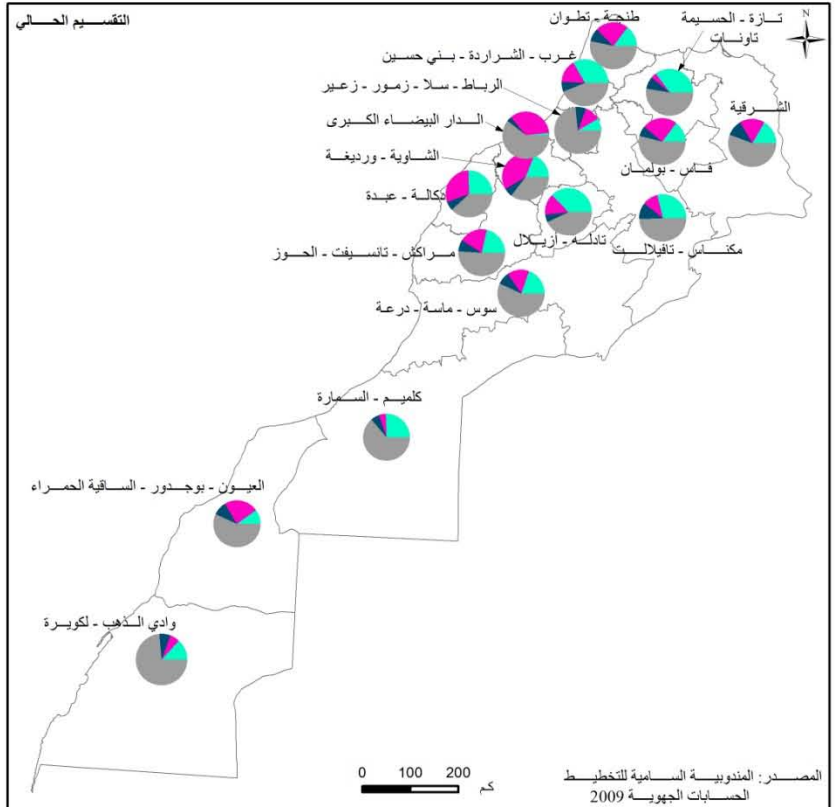 التقسيم الحالي
طنجة - تطوان
تازة - الحسيمة
تاونات
N
غرب - الشراردة - بني حسين
الرباط - سلا - زمور - زعير
الشرقية
الدار البيضاء الكبرى
الشاوية - ورديغة
فاس - بولمان
دكالة - عبدة
تادلة - أزيلال
مكناس - تافيلالت
مراكش - تانسيفت - الحوز
سوس - ماسة - درعة
كلميم - السمارة
العيون - بوجدور - الساقية الحمراء
وادي الذهب - لكويرة
0 100 200
كم
المصدر: المندوبية السامية للتخطيط
الحسابات الجهوية 2009